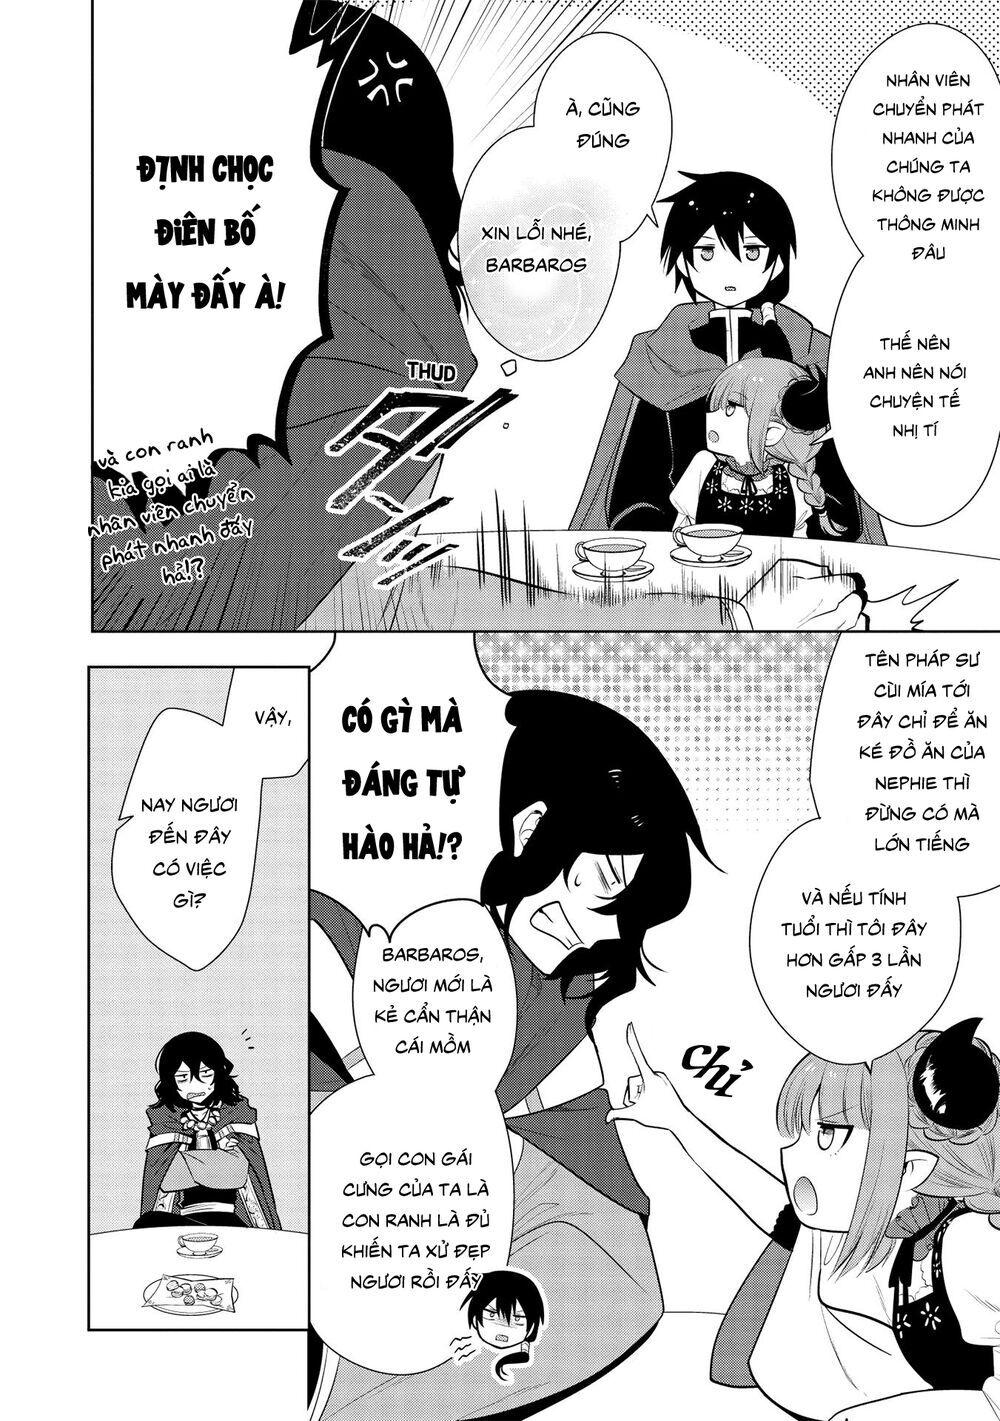 NHÂN VIÊN
CHUYỂN PHÁT
NHANH CỦA
CHÚNG TA
KHÔNG ĐƯỢC
THÔNG MINH
ĐÂU
THẾ NÊN
ANH NÊN NÓI
CHUYỆN TẾ
NHỊ TÍ
À, CŨNG
ĐÚNG
XIN LỖI NHÉ,
BARBAROS
ĐỊNH CHỌC
ĐIÊN BỐ
MÀY ĐẤY À!
THUD
ダンッ
và con ranh
kia gọi ai là
nhân viên chuyển
phát nhanh đấy
hả!?
TÊN PHÁP SƯ
CÙI MÍA TỚI
ĐÂY CHỈ ĐỂ ĂN
KÉ ĐỒ ĂN CỦA
NEPHIE THÌ
ĐỪNG CÓ MÀ
LỚN TIẾNG
VÀ NẾU TÍNH
TUỔI THÌ TÔI ĐÂY
HƠN GẤP 3 LẦN
NGƯƠI ĐẤY
chỉ
CÓ GÌ MÀ
ĐÁNG TỰ
HÀO HẢ!?
BARBAROS,
NGƯƠI MỚI LÀ
KẺ CẨN THẬN
CÁI MỒM
GỌI CON GÁI
CƯNG CỦA TA LÀ
CON RANH LÀ ĐỦ
KHIẾN TA XỬ ĐẸP
NGƯƠI RỒI ĐẤY
VẬY,
NAY NGƯƠI
ĐẾN ĐÂY
CÓ VIỆC
GÌ?